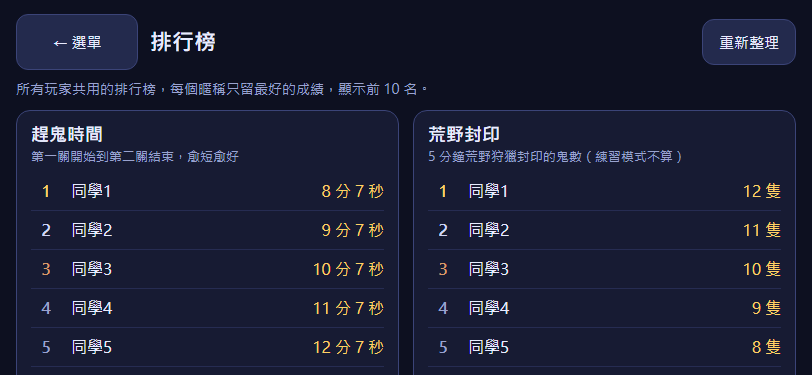 ← 選單 排行榜 重新整理
所有玩家共用的排行榜，每個暱稱只留最好的成績，顯示前 10 名。
趕鬼時間
第一關開始到第二關結束，愈短愈好
1 同學1 8 分 7 秒
2 同學2 9 分 7 秒
3 同學3 10 分 7 秒
4 同學4 11 分 7 秒
5 同學5 12 分 7 秒
荒野封印
5 分鐘荒野狩獵封印的鬼數（練習模式不算）
1 同學1 12 隻
2 同學2 11 隻
3 同學3 10 隻
4 同學4 9 隻
5 同學5 8 隻